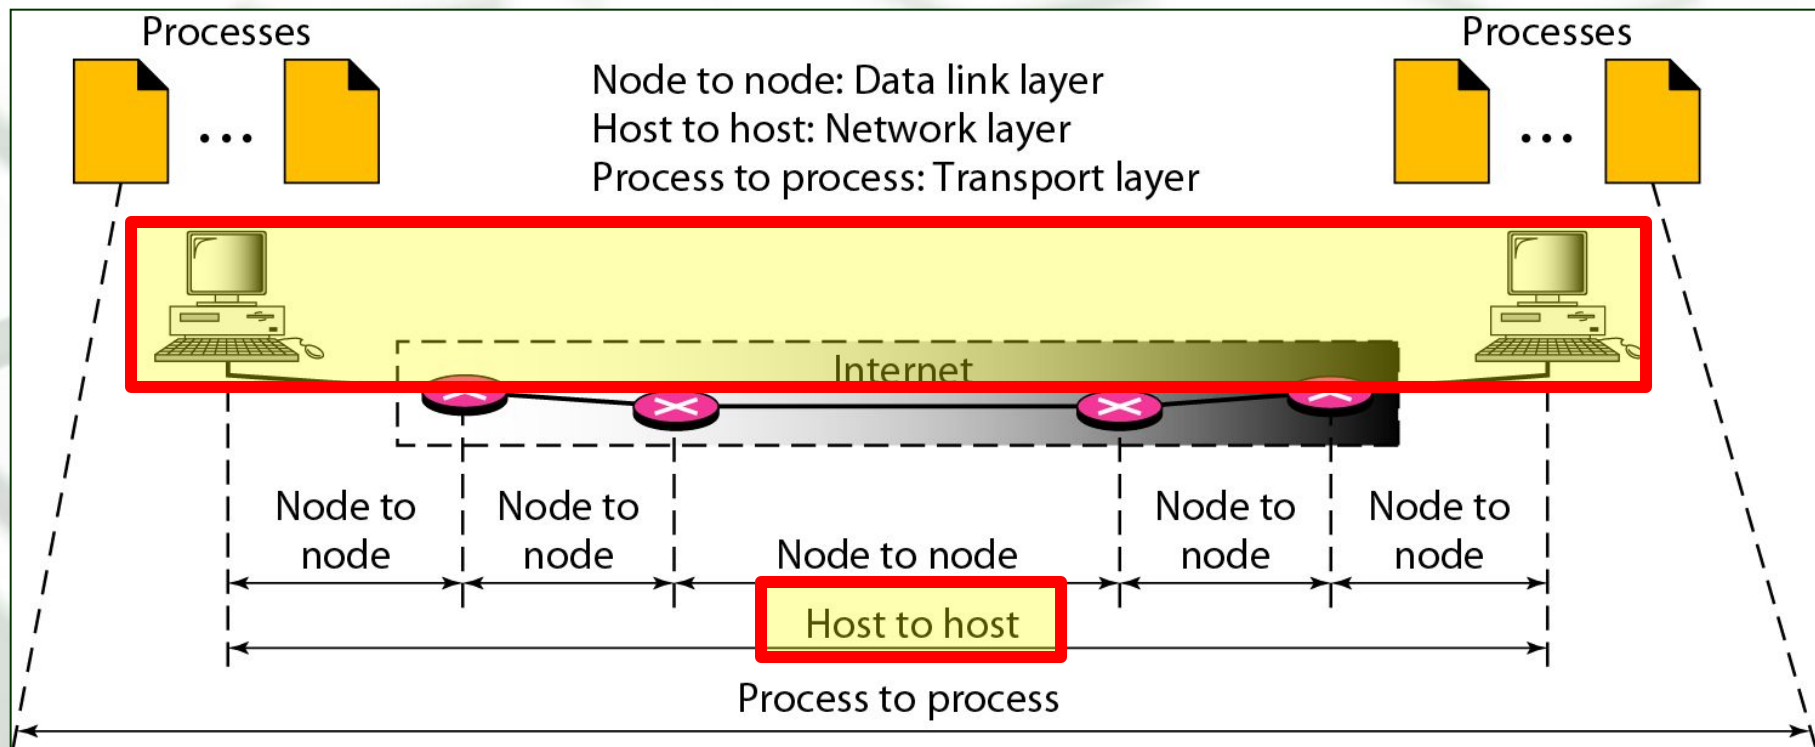 Processes
Processes
Node to node: Data link layer
Host to host: Network layer
Process to process: Transport layer
...
...
Internet
Node to
node
Node to
node
Node to node
Node to
node
Node to
node
Host to host
Process to process